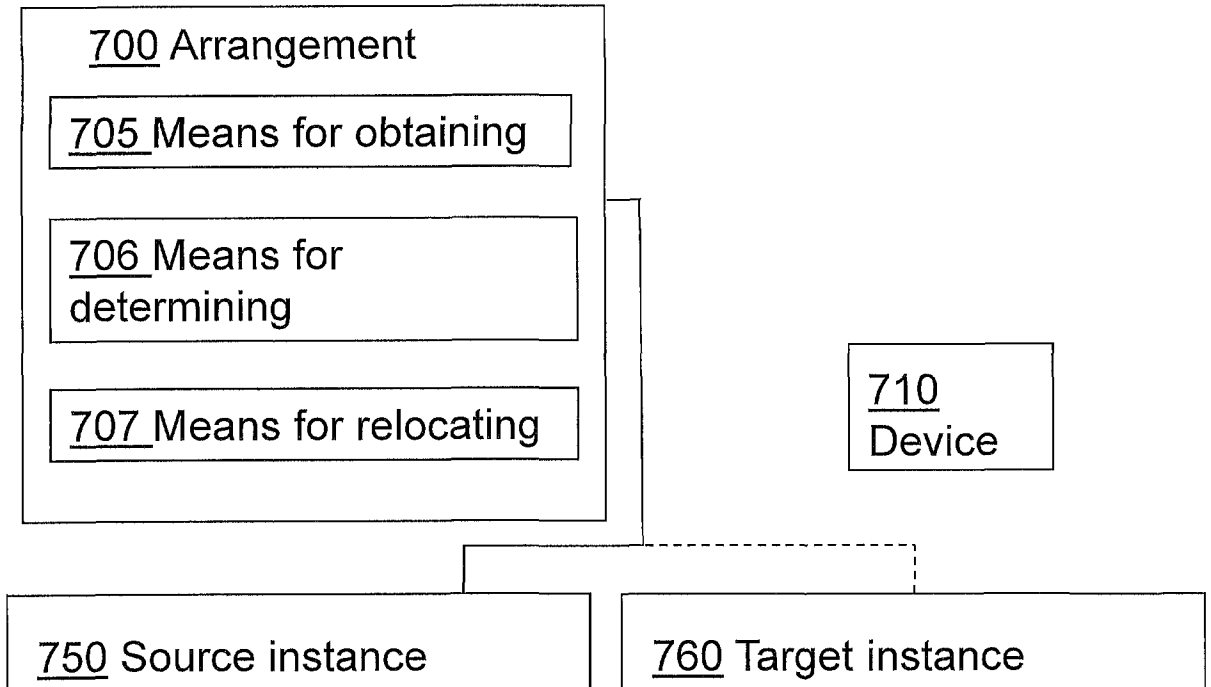 700 Arrangement
705 Means for obtaining
706 Means for
determining
707 Means for relocating
710
Device
750 Source instance
760 Target instance